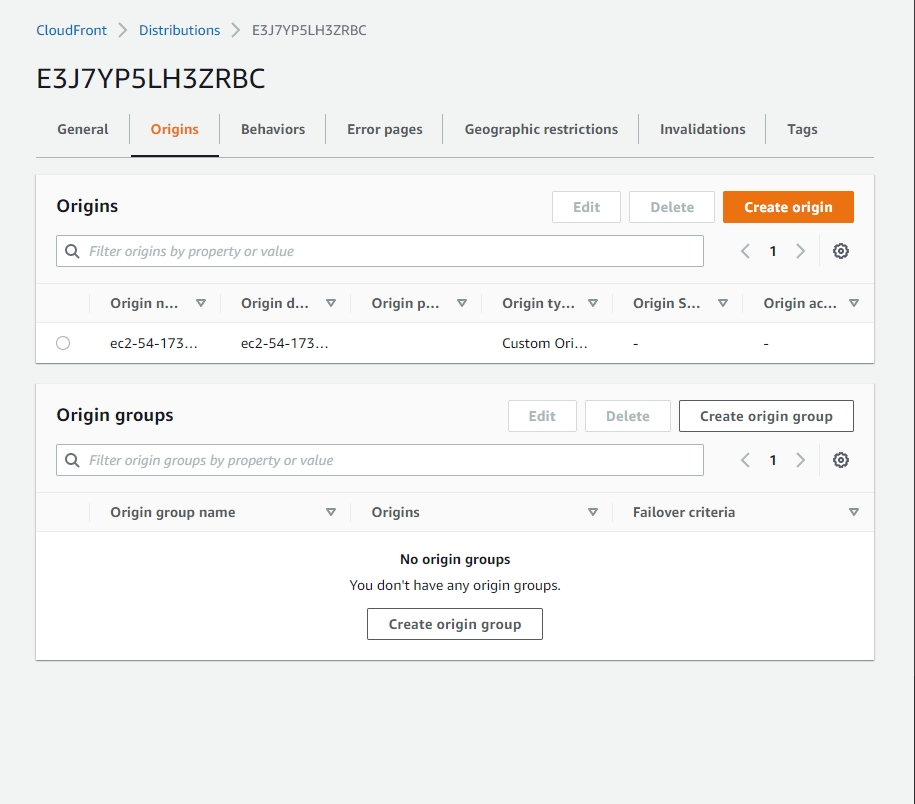 CloudFront > Distributions > E3J7YP5LH3ZRBC
E3J7YP5LH3ZRBC
General Origins Behaviors Error pages Geographic restrictions Invalidations Tags
Origins Edit Delete Create origin
Filter origins by property or value 1
Origin n... Origin d... Origin p... Origin ty... Origin S... Origin ac...
ec2-54-173... ec2-54-173... Custom Ori... - -
Origin groups Edit Delete Create origin group
Filter origin groups by property or value 1
Origin group name Origins Failover criteria
No origin groups
You don't have any origin groups.
Create origin group